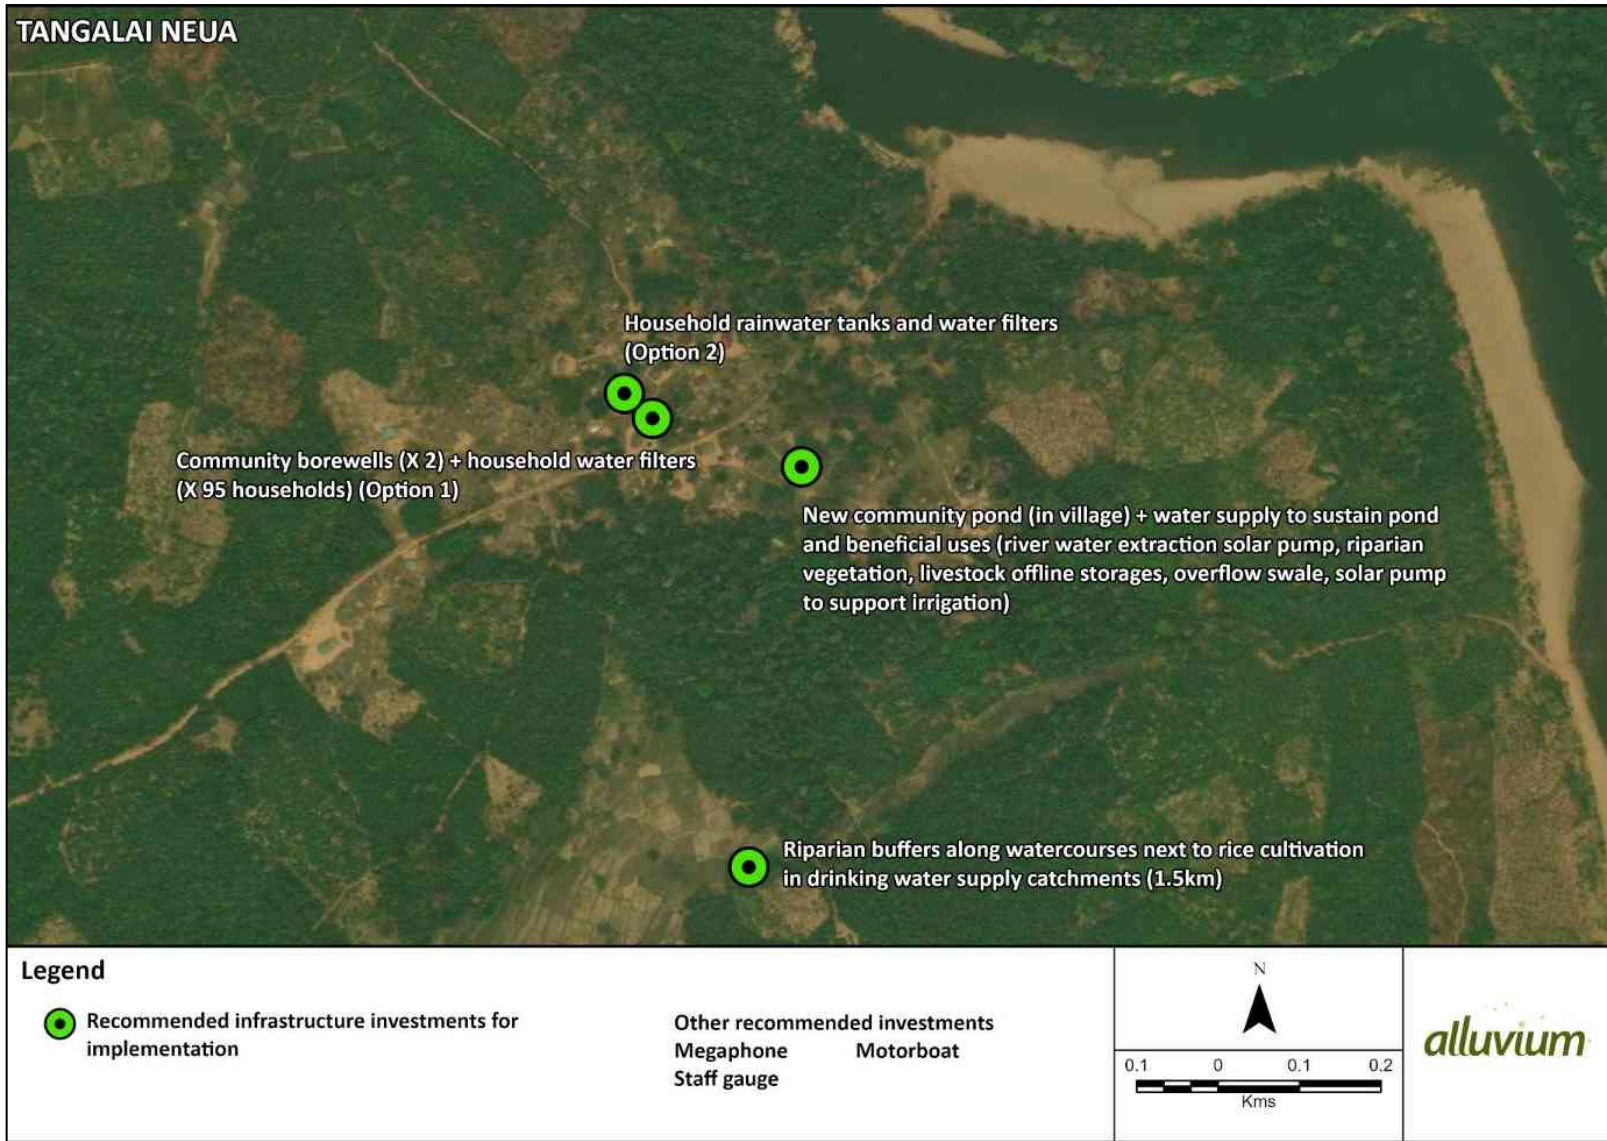 TANGALAI NEUA
Household rainwater tanks and water filters
(Option 2)
Community borewells (X 2) + household water filters
(X 95 households) (Option 1)
New community pond (in village) + water supply to sustain pond
and beneficial uses (river water extraction solar pump, riparian
vegetation, livestock offline storages, overflow swale, solar pump
to support irrigation)
Riparian buffers along watercourses next to rice cultivation
in drinking water supply catchments (1.5km)
Legend
Recommended infrastructure investments for
implementation
Other recommended investments
Megaphone Motorboat
Staff gauge
N
0.1 0 0.1 0.2
Kms
alluvium